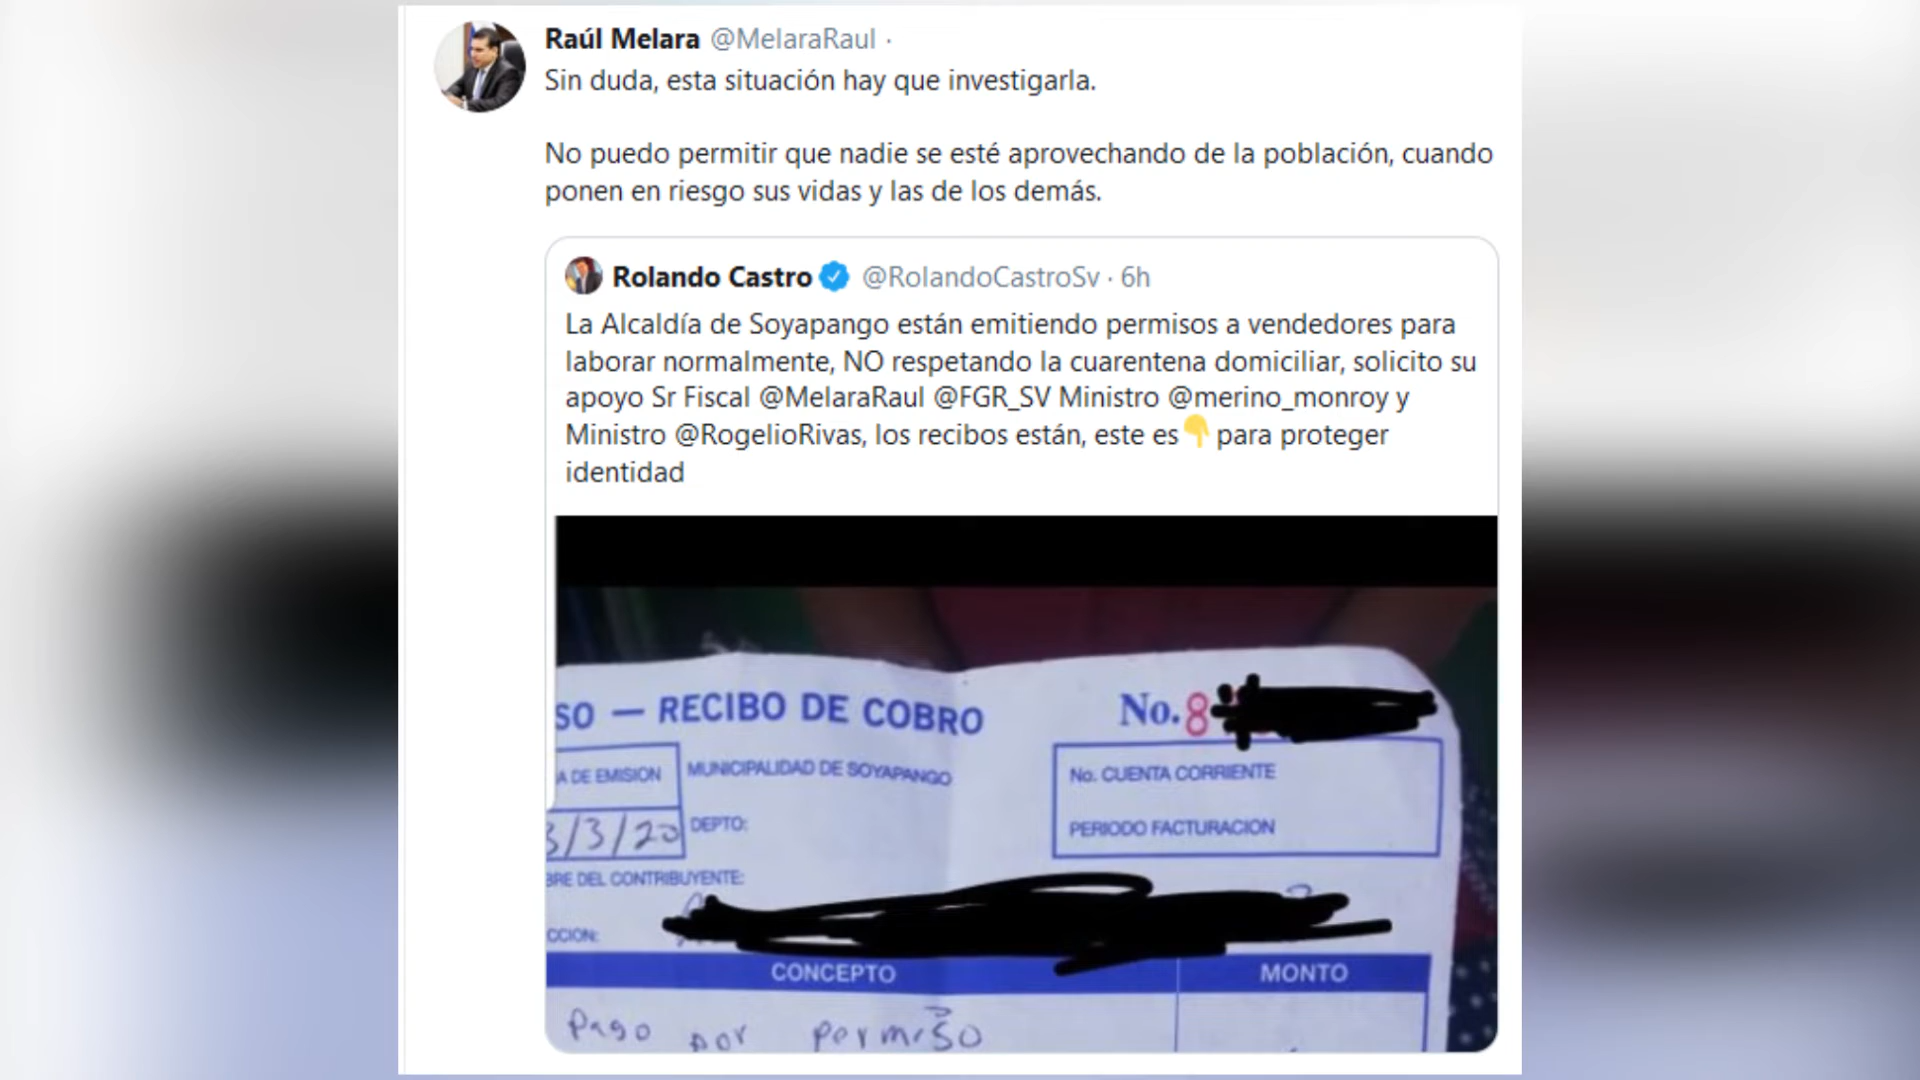 Raúl Melara @MelaraRaul ·
Sin duda, esta situación hay que investigarla.
No puedo permitir que nadie se esté aprovechando de la población, cuando
ponen en riesgo sus vidas y las de los demás.
Rolando Castro @RolandoCastroSv · 6h
La Alcaldía de Soyapango están emitiendo permisos a vendedores para
laborar normalmente, NO respetando la cuarentena domiciliar, solicito su
apoyo Sr Fiscal @MelaraRaul @FGR_SV Ministro @merino_monroy y
Ministro @RogelioRivas, los recibos están, este es👇para proteger
identidad
SO — RECIBO DE COBRO No. 8
A DE EMISION MUNICIPALIDAD DE SOYAPANGO No. CUENTA CORRIENTE
3/3/20 DEPTO: PERIODO FACTURACION
BRE DEL CONTRIBUYENTE:
CCION:
CONCEPTO MONTO
Pago por permiso